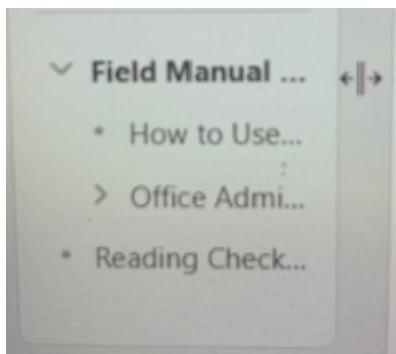 Field Manual ...
How to Use...
Office Admi...
Reading Check...